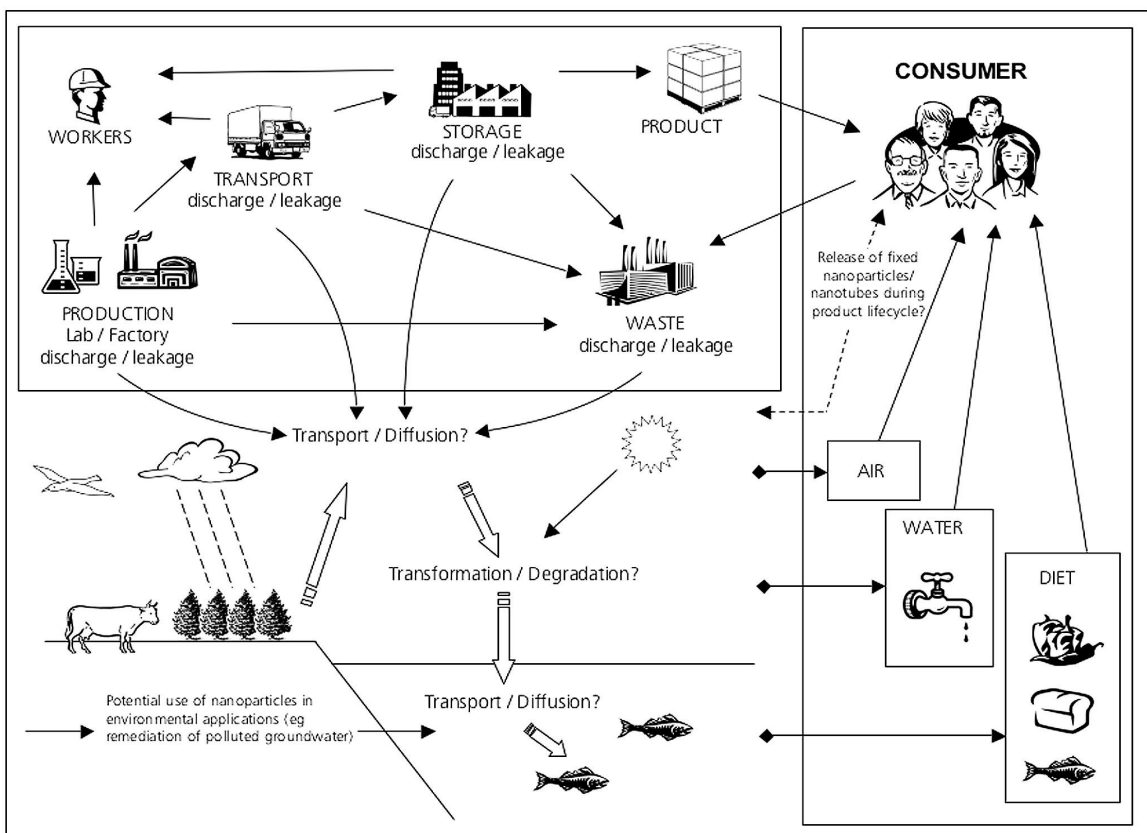 WORKERS
TRANSPORT
discharge / leakage
STORAGE
discharge / leakage
PRODUCT
CONSUMER
PRODUCTION
Lab / Factory
discharge / leakage
WASTE
discharge / leakage
Release of fixed
nanoparticles/
nanotubes during
product lifecycle?
Transport / Diffusion?
AIR
WATER
Transformation / Degradation?
DIET
Potential use of nanoparticles in
environmental applications (eg
remediation of polluted groundwater)
Transport / Diffusion?